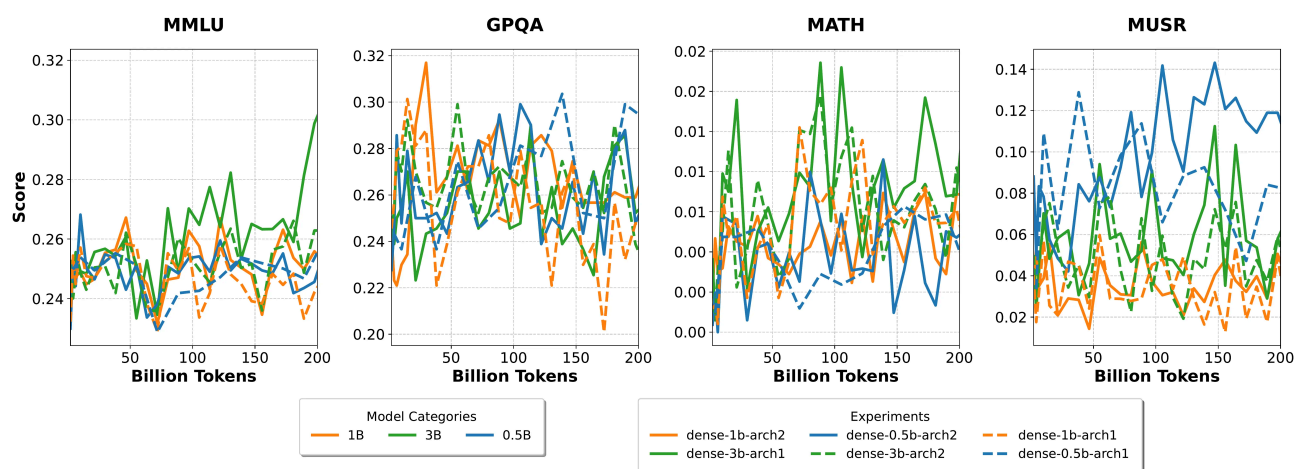 MMLU GPQA MATH MUSR
0.32 0.30 0.28 0.26 0.24
Score
50 100 150 200
Billion Tokens
0.32 0.30 0.28 0.26 0.24 0.22 0.20
50 100 150 200
Billion Tokens
0.02 0.02 0.01 0.01 0.01 0.00 0.00 0.00
50 100 150 200
Billion Tokens
0.14 0.12 0.10 0.08 0.06 0.04 0.02
50 100 150 200
Billion Tokens
Model Categories
1B 3B 0.5B
Experiments
dense-1b-arch2 dense-0.5b-arch2 dense-1b-arch1
dense-3b-arch1 dense-3b-arch2 dense-0.5b-arch1